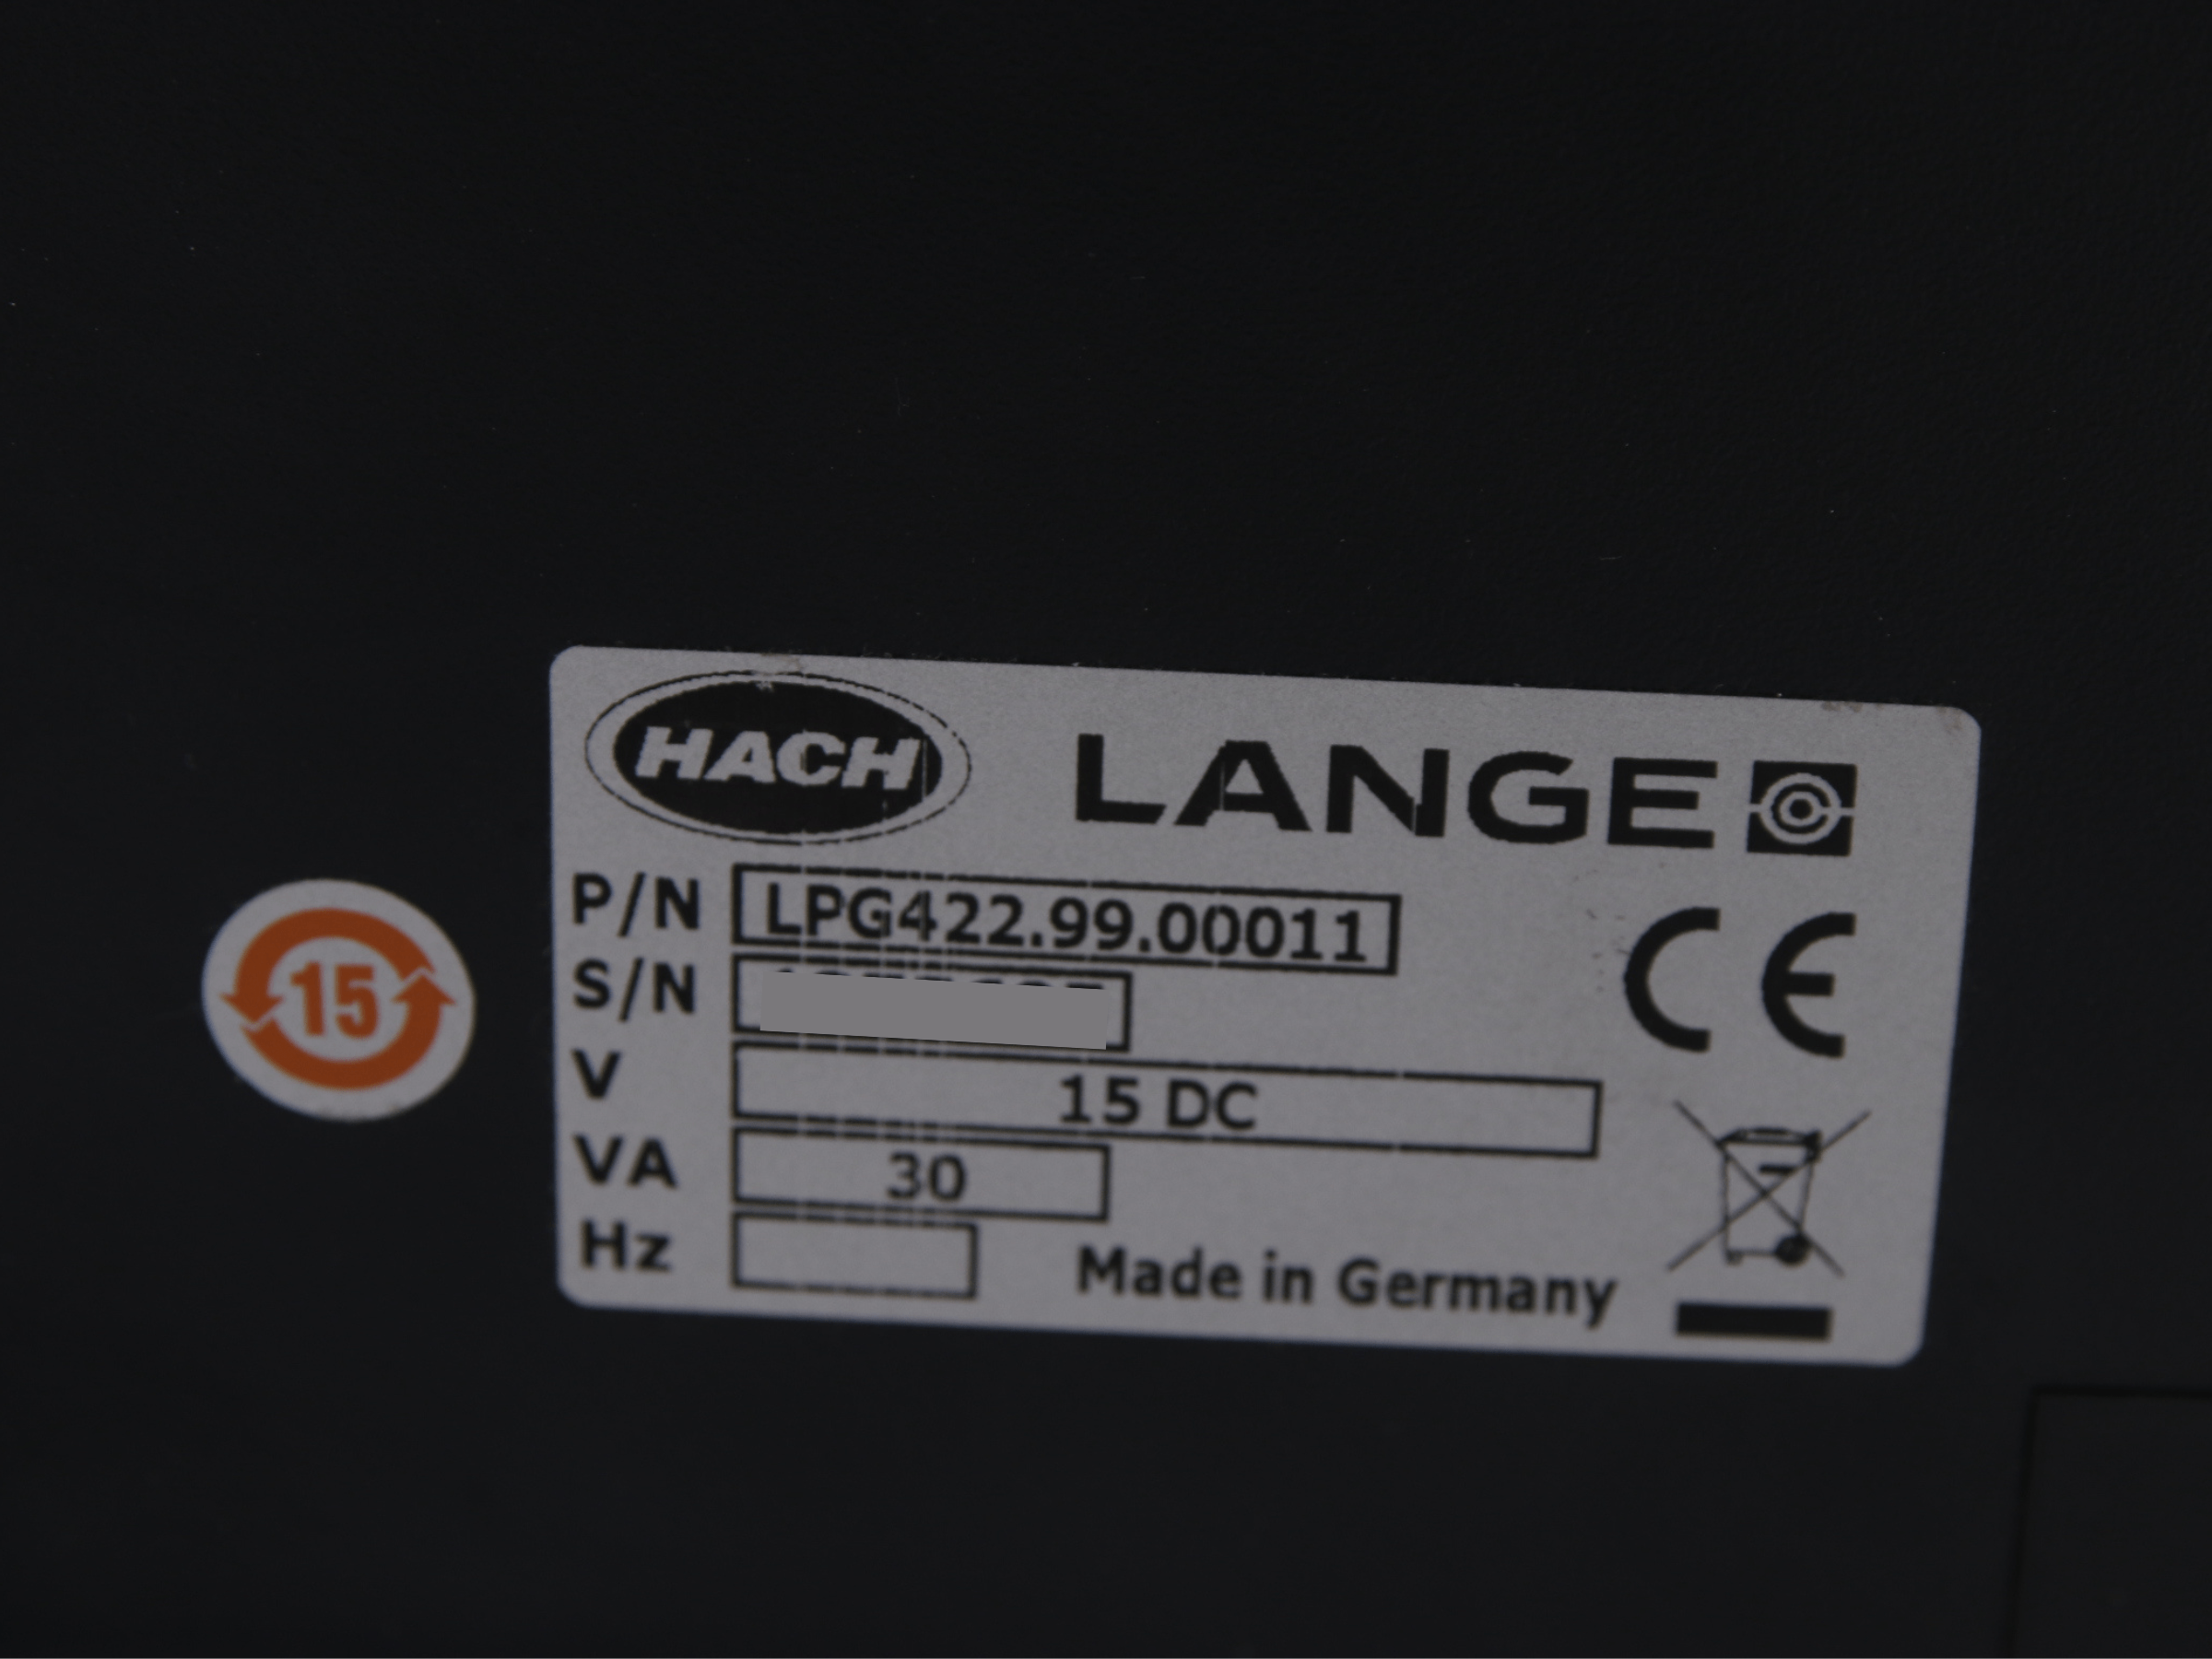 HACH LANGE
P/N LPG422.99.00011
S/N
V 15 DC
VA 30
Hz
Made in Germany
CE
15